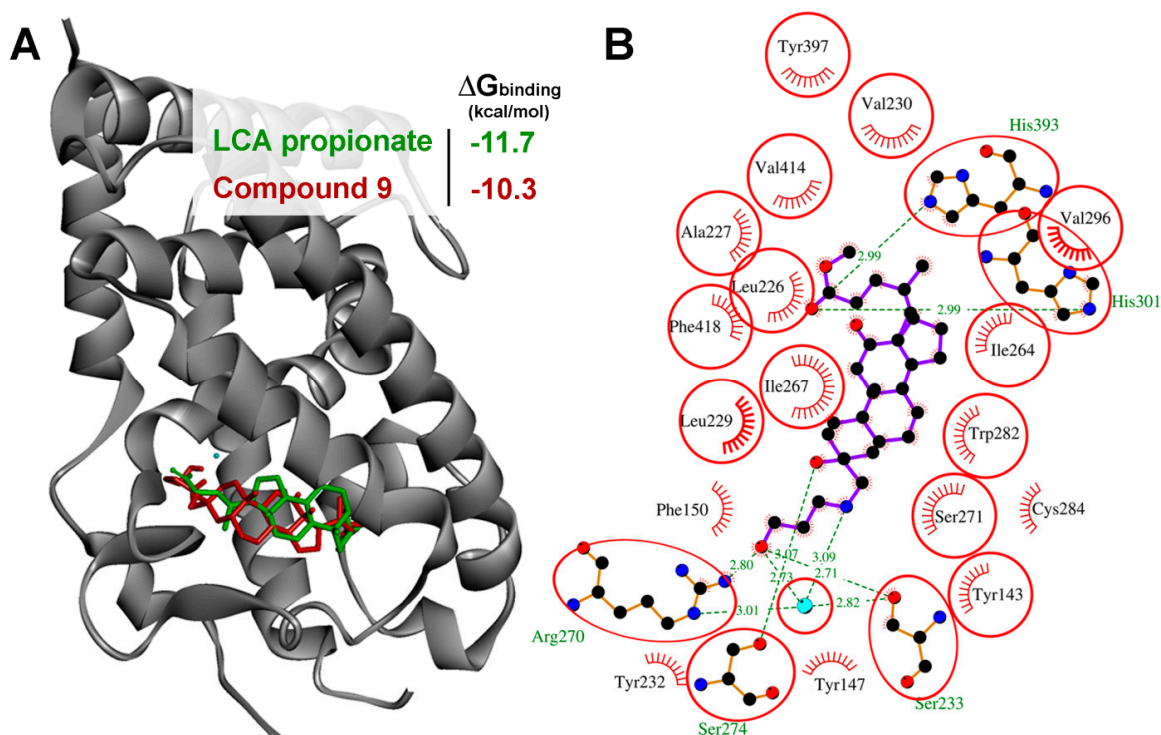 A
ΔGbinding
(kcal/mol)
LCA propionate -11.7
Compound 9 -10.3
B
Tyr397
Val230
His393
Val414
Val296
Ala227
2.99
Leu226
2.99
His301
Phe418
Ile264
Ile267
Leu229
Trp282
Phe150
Ser271
Cys284
2.80
3.07
3.09
2.73
2.71
Tyr143
3.01
2.82
Arg270
Tyr232
Tyr147
Ser233
Ser274